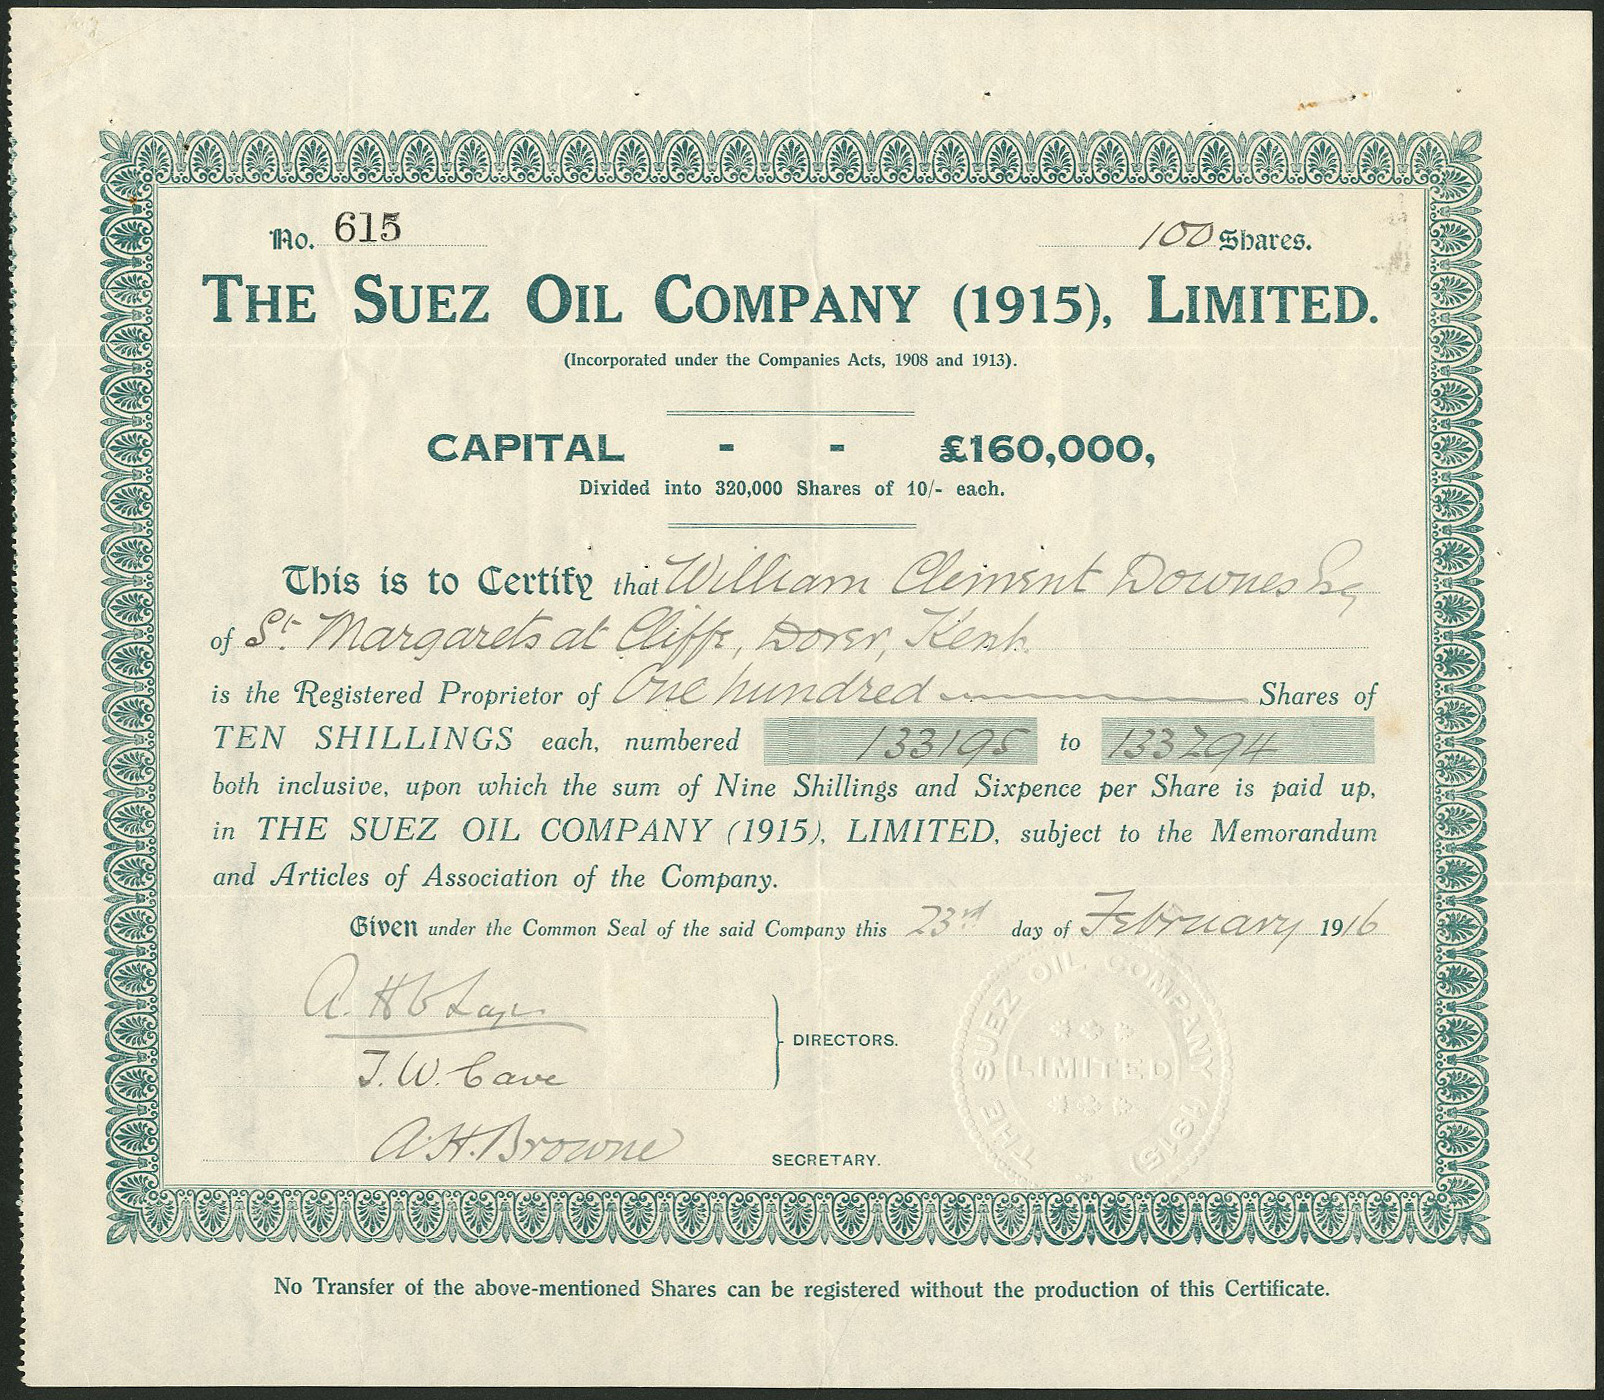 No. 615 100 Shares.
THE SUEZ OIL COMPANY (1915), LIMITED.
(Incorporated under the Companies Acts, 1908 and 1913).
CAPITAL - - £160,000,
Divided into 320,000 Shares of 10/- each.
This is to Certify that William Clement Downes Esq
of St. Margarets at Cliffe, Dover, Kent.
is the Registered Proprietor of One hundred Shares of
TEN SHILLINGS each, numbered 133195 to 133294
both inclusive, upon which the sum of Nine Shillings and Sixpence per Share is paid up,
in THE SUEZ OIL COMPANY (1915), LIMITED, subject to the Memorandum
and Articles of Association of the Company.
Given under the Common Seal of the said Company this 23rd day of February 1916
A. H.
DIRECTORS.
T. W. Cave
A. H. Browne SECRETARY.
THE SUEZ OIL COMPANY (1915)
LIMITED
No Transfer of the above-mentioned Shares can be registered without the production of this Certificate.